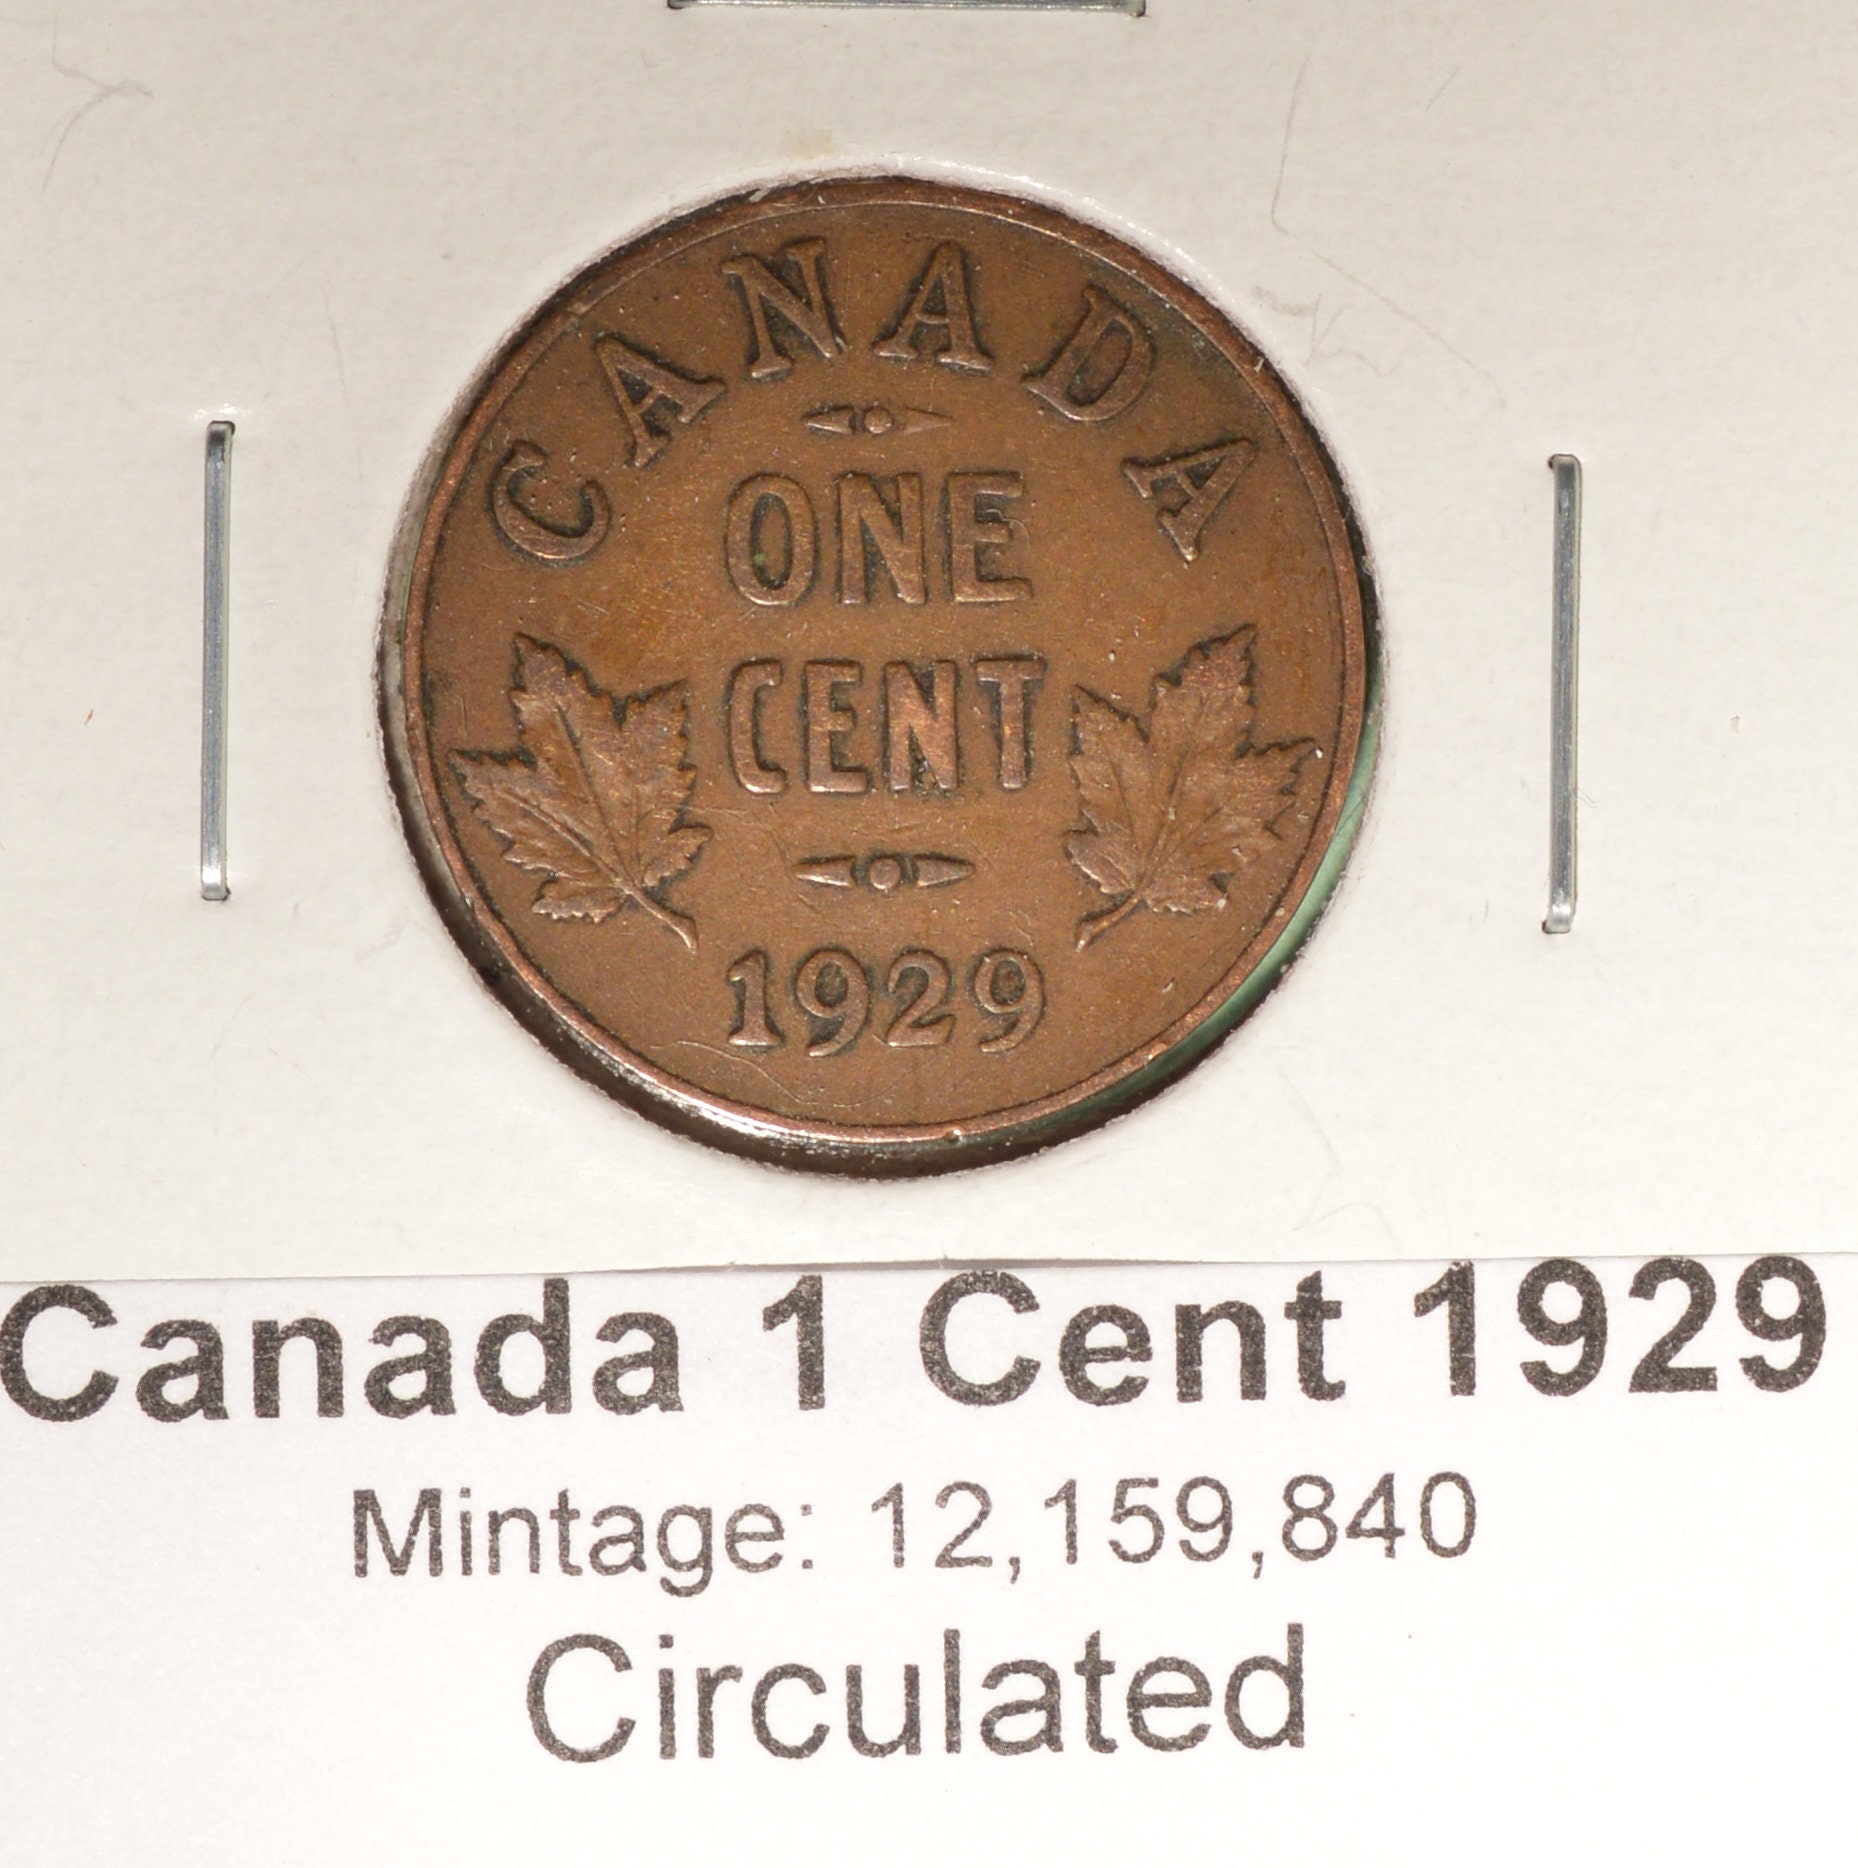 CANADA
ONE
CENT
1929
Canada 1 Cent 1929
Mintage: 12,159,840
Circulated